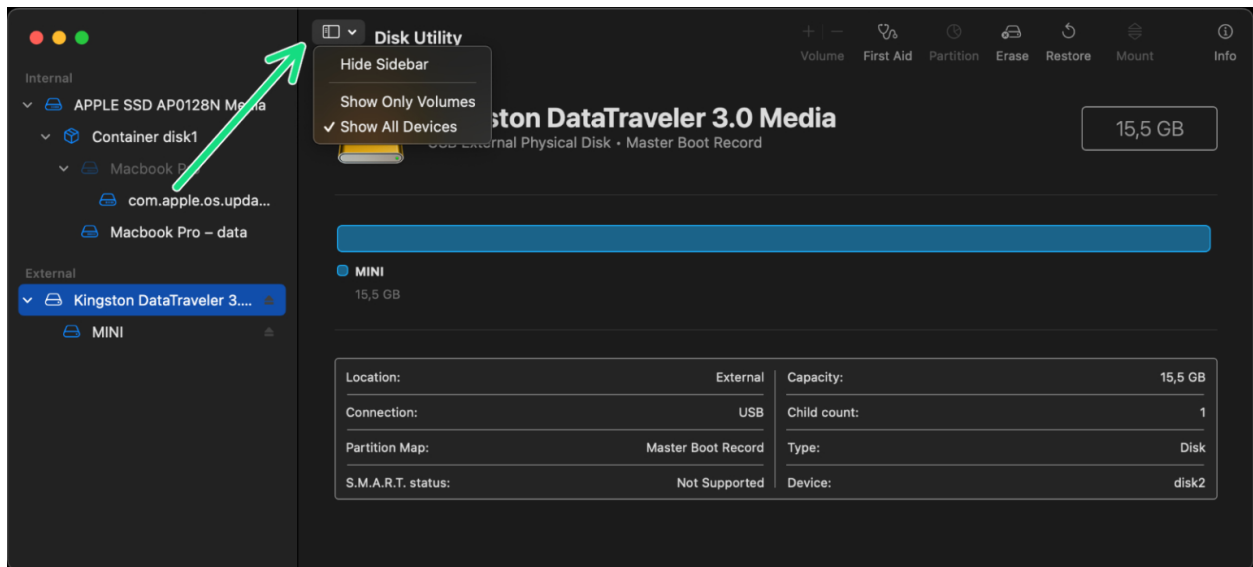 Disk Utility
Volume
First Aid
Partition
Erase
Restore
Mount
Info
Hide Sidebar
Show Only Volumes
Show All Devices
Internal
APPLE SSD AP0128N Media
Container disk1
Macbook
com.apple.os.upda...
Macbook Pro – data
External
Kingston DataTraveler 3....
MINI
ston DataTraveler 3.0 Media
USB External Physical Disk • Master Boot Record
15,5 GB
MINI
15,5 GB
Location: External
Connection: USB
Partition Map: Master Boot Record
S.M.A.R.T. status: Not Supported
Capacity: 15,5 GB
Child count: 1
Type: Disk
Device: disk2